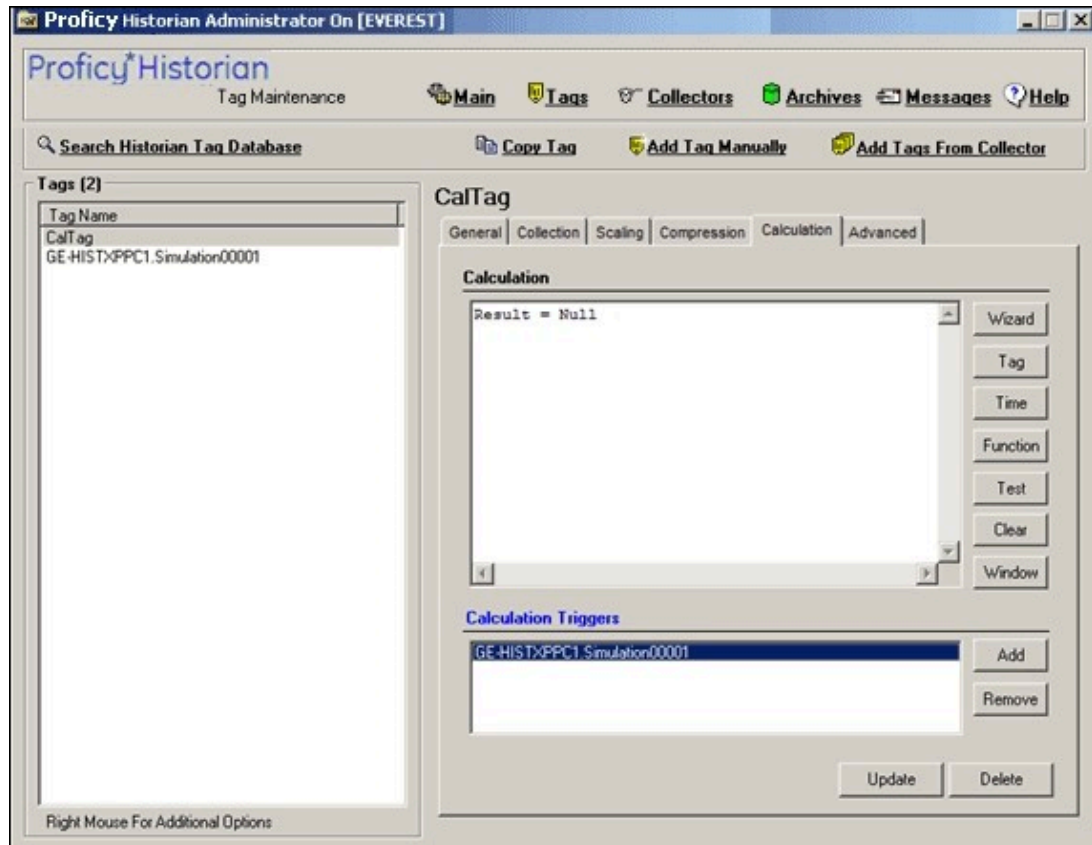 Proficy Historian Administrator On [EVEREST]
Proficy* Historian
Tag Maintenance
Main Tags Collectors Archives Messages Help
Search Historian Tag Database Copy Tag Add Tag Manually Add Tags From Collector
Tags (2)
Tag Name
CalTag
GE-HISTXPPC1.Simulation00001
CalTag
General Collection Scaling Compression Calculation Advanced
Calculation
Result = Null
Wizard
Tag
Time
Function
Test
Clear
Window
Calculation Triggers
GE-HISTXPPC1.Simulation00001
Add
Remove
Update Delete
Right Mouse For Additional Options